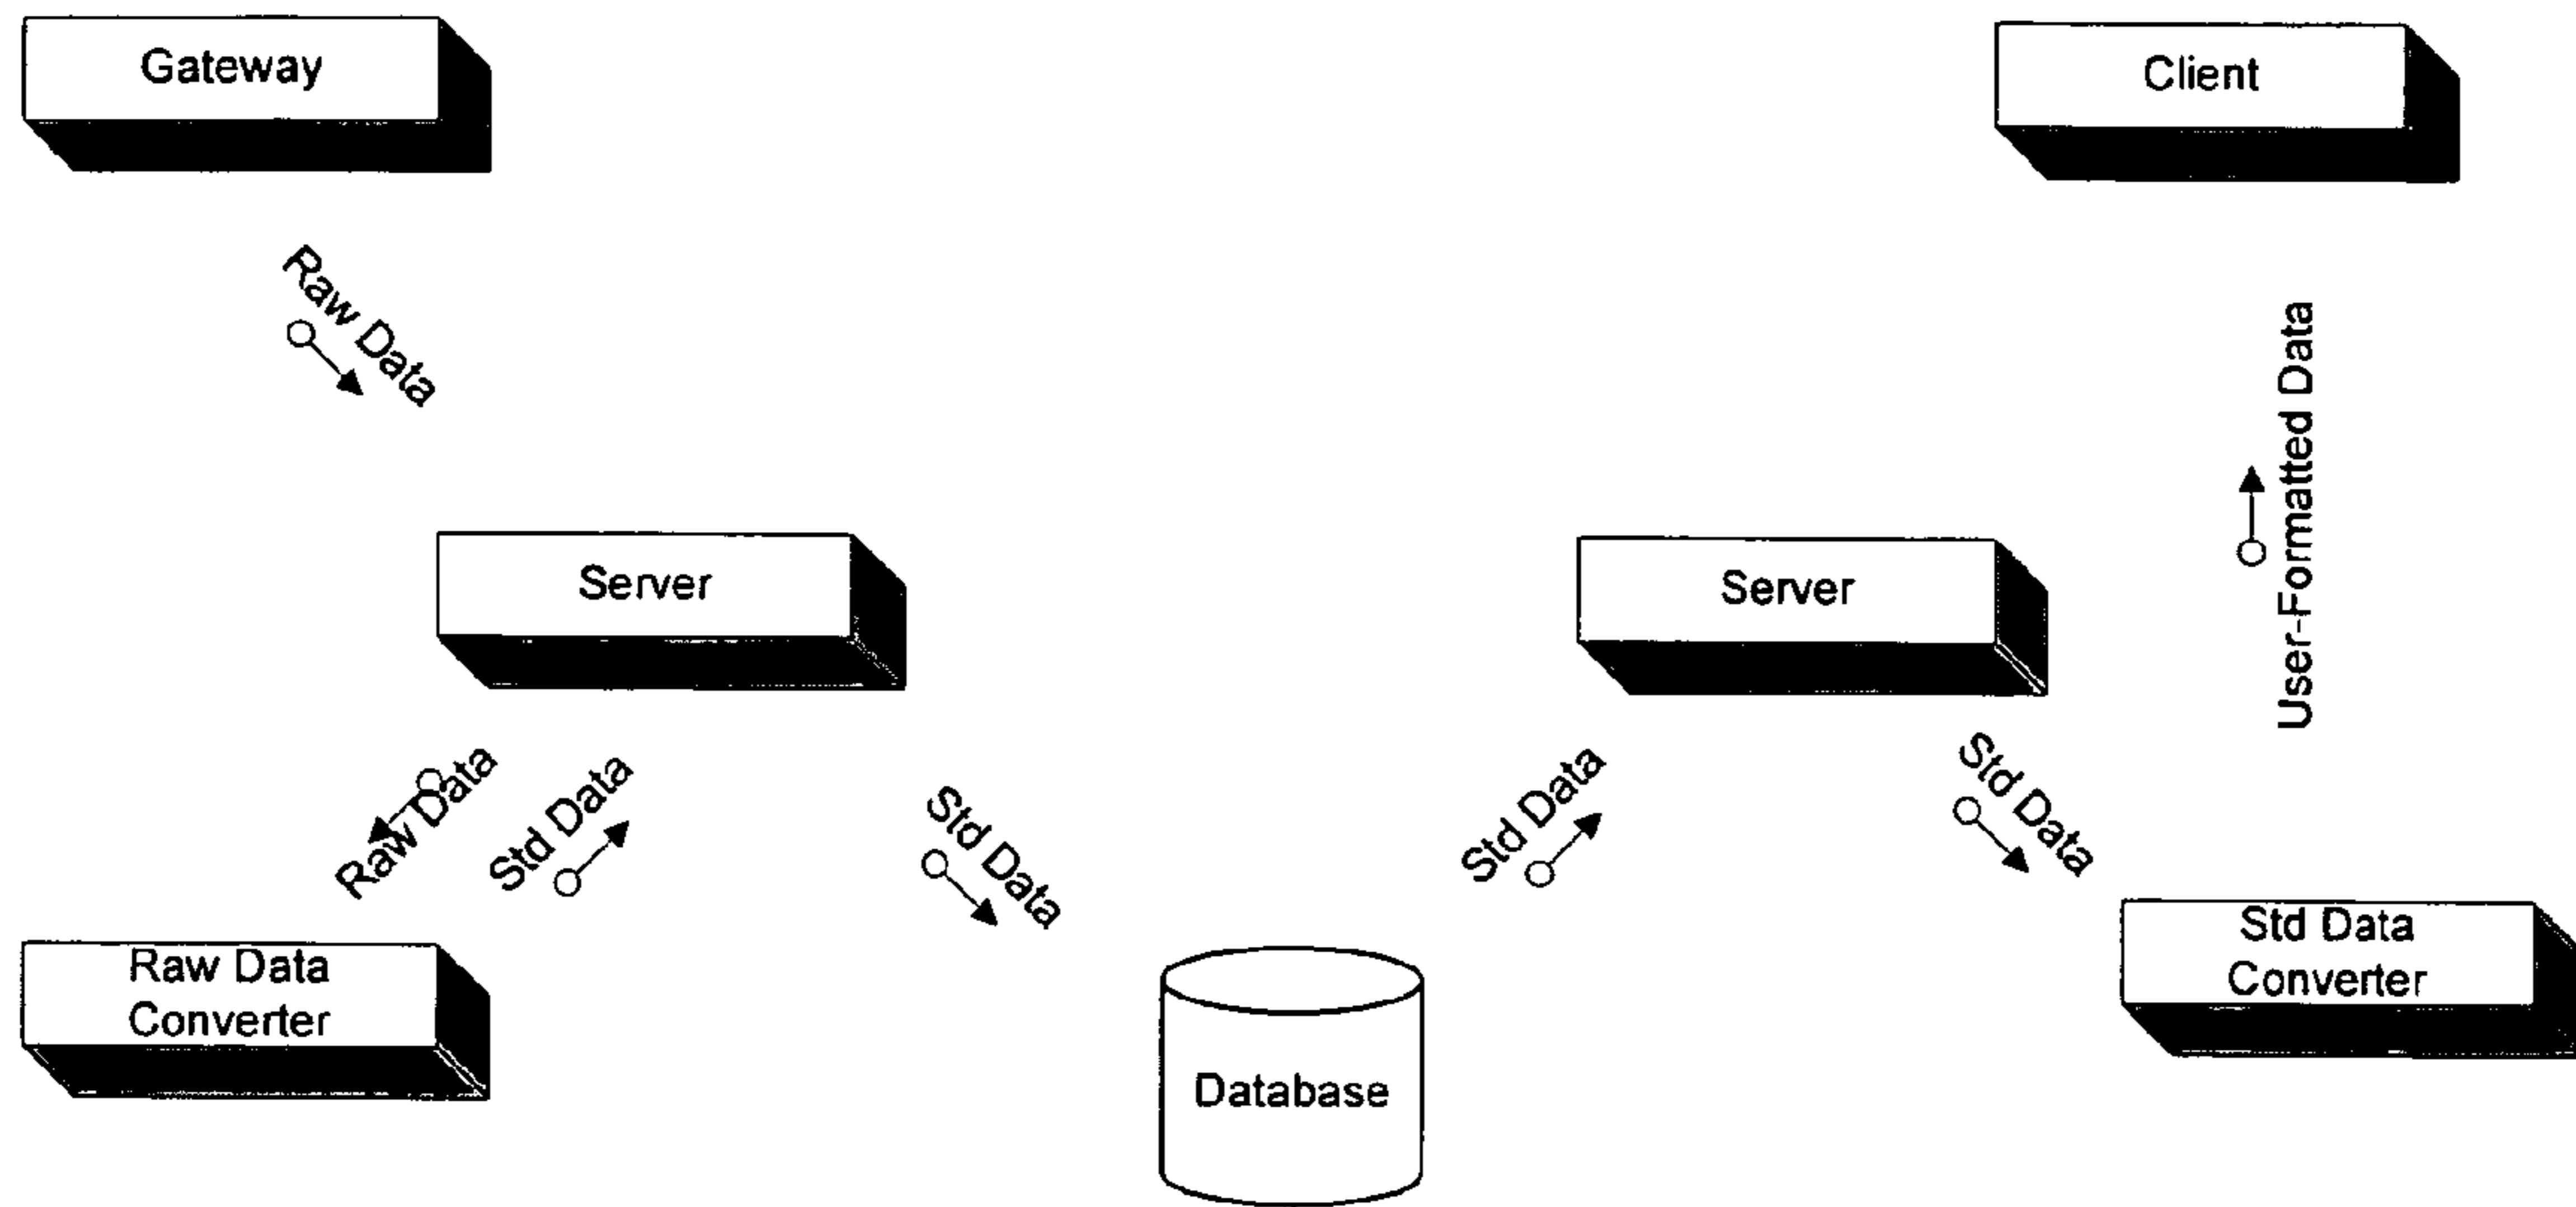 Gateway
Client
Raw Data
User-Formatted Data
Server
Server
Raw Data
Std Data
Std Data
Std Data
Std Data
Raw Data
Converter
Database
Std Data
Converter